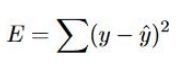 E = ∑(y − ŷ)²